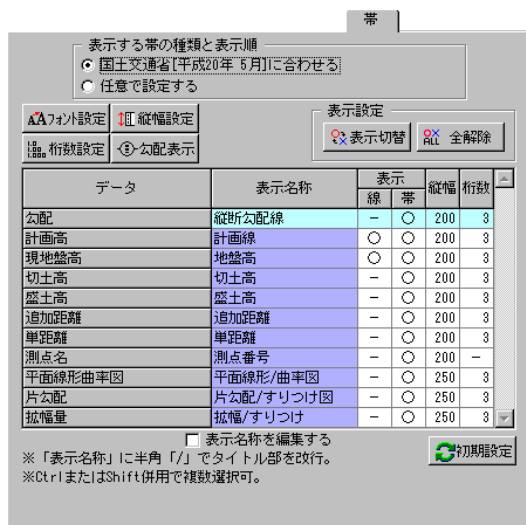 帯
表示する帯の種類と表示順
国土交通省[平成20年 5月]に合わせる
任意で設定する
フォント設定 縦幅設定
桁数設定 勾配表示
表示設定
表示切替 ALL 全解除
データ 表示名称 表示 縦幅 桁数
線 帯
勾配 縦断勾配線 − ○ 200 3
計画高 計画線 ○ ○ 200 3
現地盤高 地盤線 ○ ○ 200 3
切土高 切土高 − ○ 200 3
盛土高 盛土高 − ○ 200 3
追加距離 追加距離 − ○ 200 3
単距離 単距離 − ○ 200 3
測点名 測点番号 − ○ 200 −
平面線形曲率図 平面線形/曲率図 − ○ 250 3
片勾配 片勾配/すりつけ図 − ○ 250 3
拡幅量 拡幅/すりつけ − ○ 250 3
表示名称を編集する
※「表示名称」に半角「/」でタイトル部を改行。
※CtrlまたはShift併用で複数選択可。
初期設定